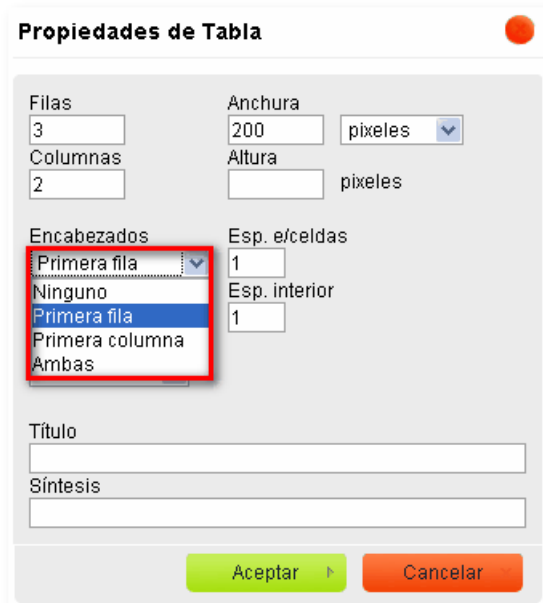 Propiedades de Tabla
Filas Anchura
3 200 pixeles
Columnas Altura
2 pixeles
Encabezados Esp. e/celdas
Primera fila 1
Ninguno Esp. interior
Primera fila 1
Primera columna
Ambas
Título
Síntesis
Aceptar Cancelar